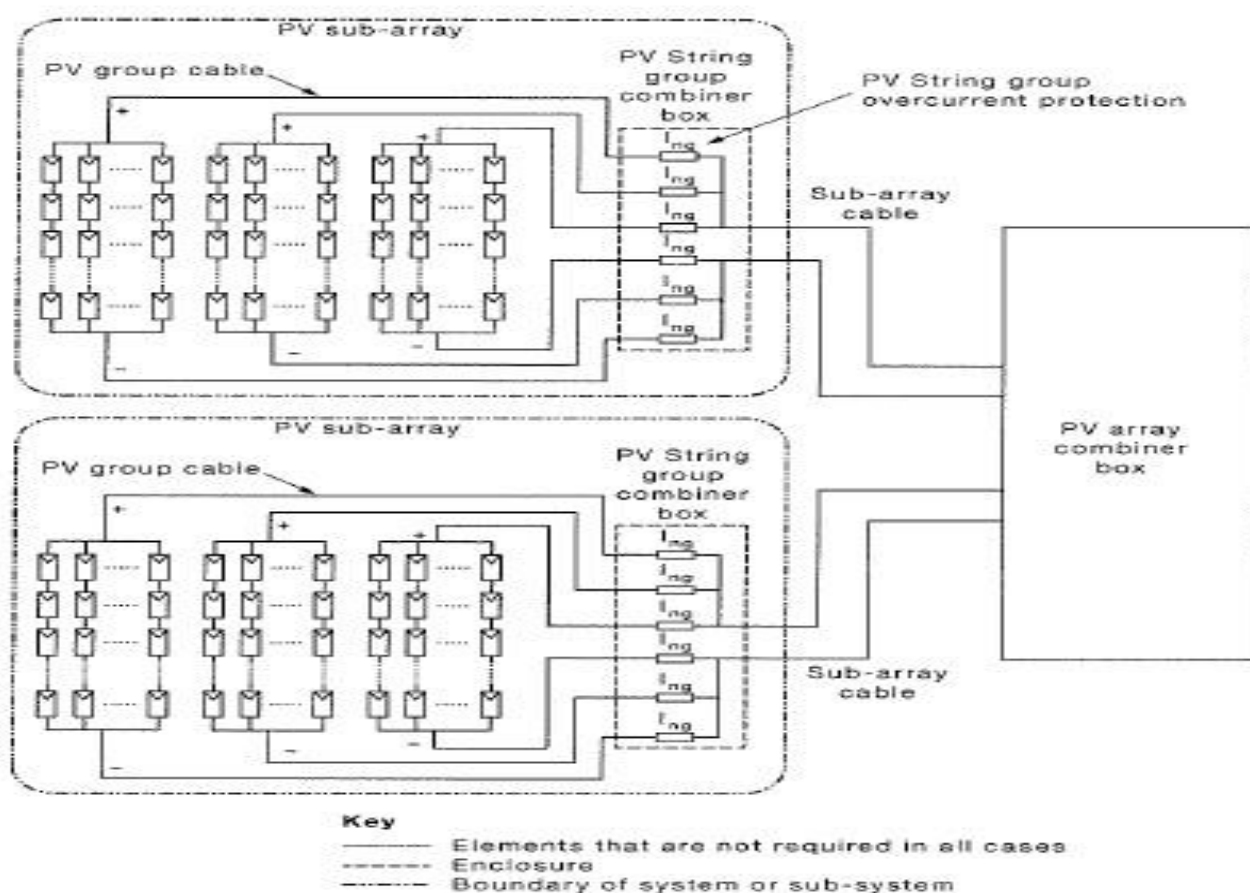 PV sub-array
PV group cable
PV String
group
combiner
box
PV String group
overcurrent protection
+
+
+
Ing
Ing
Ing
Ing
Ing
Ing
Sub-array
cable
–
–
–
PV array
combiner
box
PV sub-array
PV group cable
PV String
group
combiner
box
+
+
+
Ing
Ing
Ing
Ing
Ing
Ing
Sub-array
cable
–
–
–
Key
Elements that are not required in all cases
Enclosure
Boundary of system or sub-system